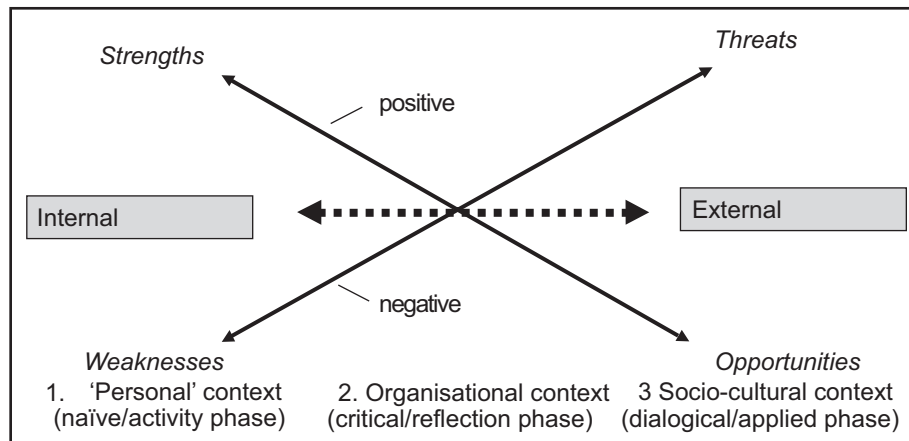 Strengths
Threats
positive
Internal
External
negative
Weaknesses
Opportunities
1. 'Personal' context
(naïve/activity phase)
2. Organisational context
(critical/reflection phase)
3 Socio-cultural context
(dialogical/applied phase)